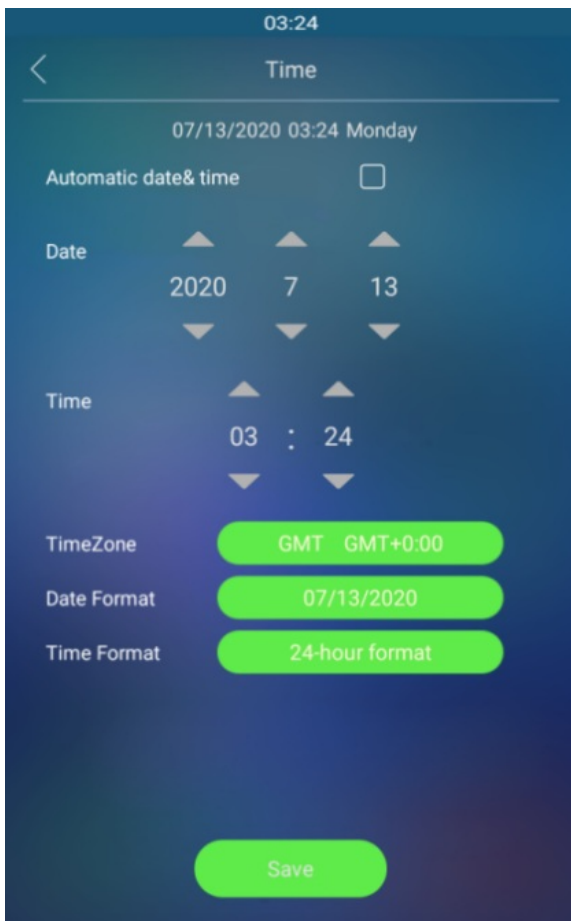 03:24
Time
07/13/2020 03:24 Monday
Automatic date& time
Date
2020 7 13
Time
03 : 24
TimeZone GMT GMT+0:00
Date Format 07/13/2020
Time Format 24-hour format
Save